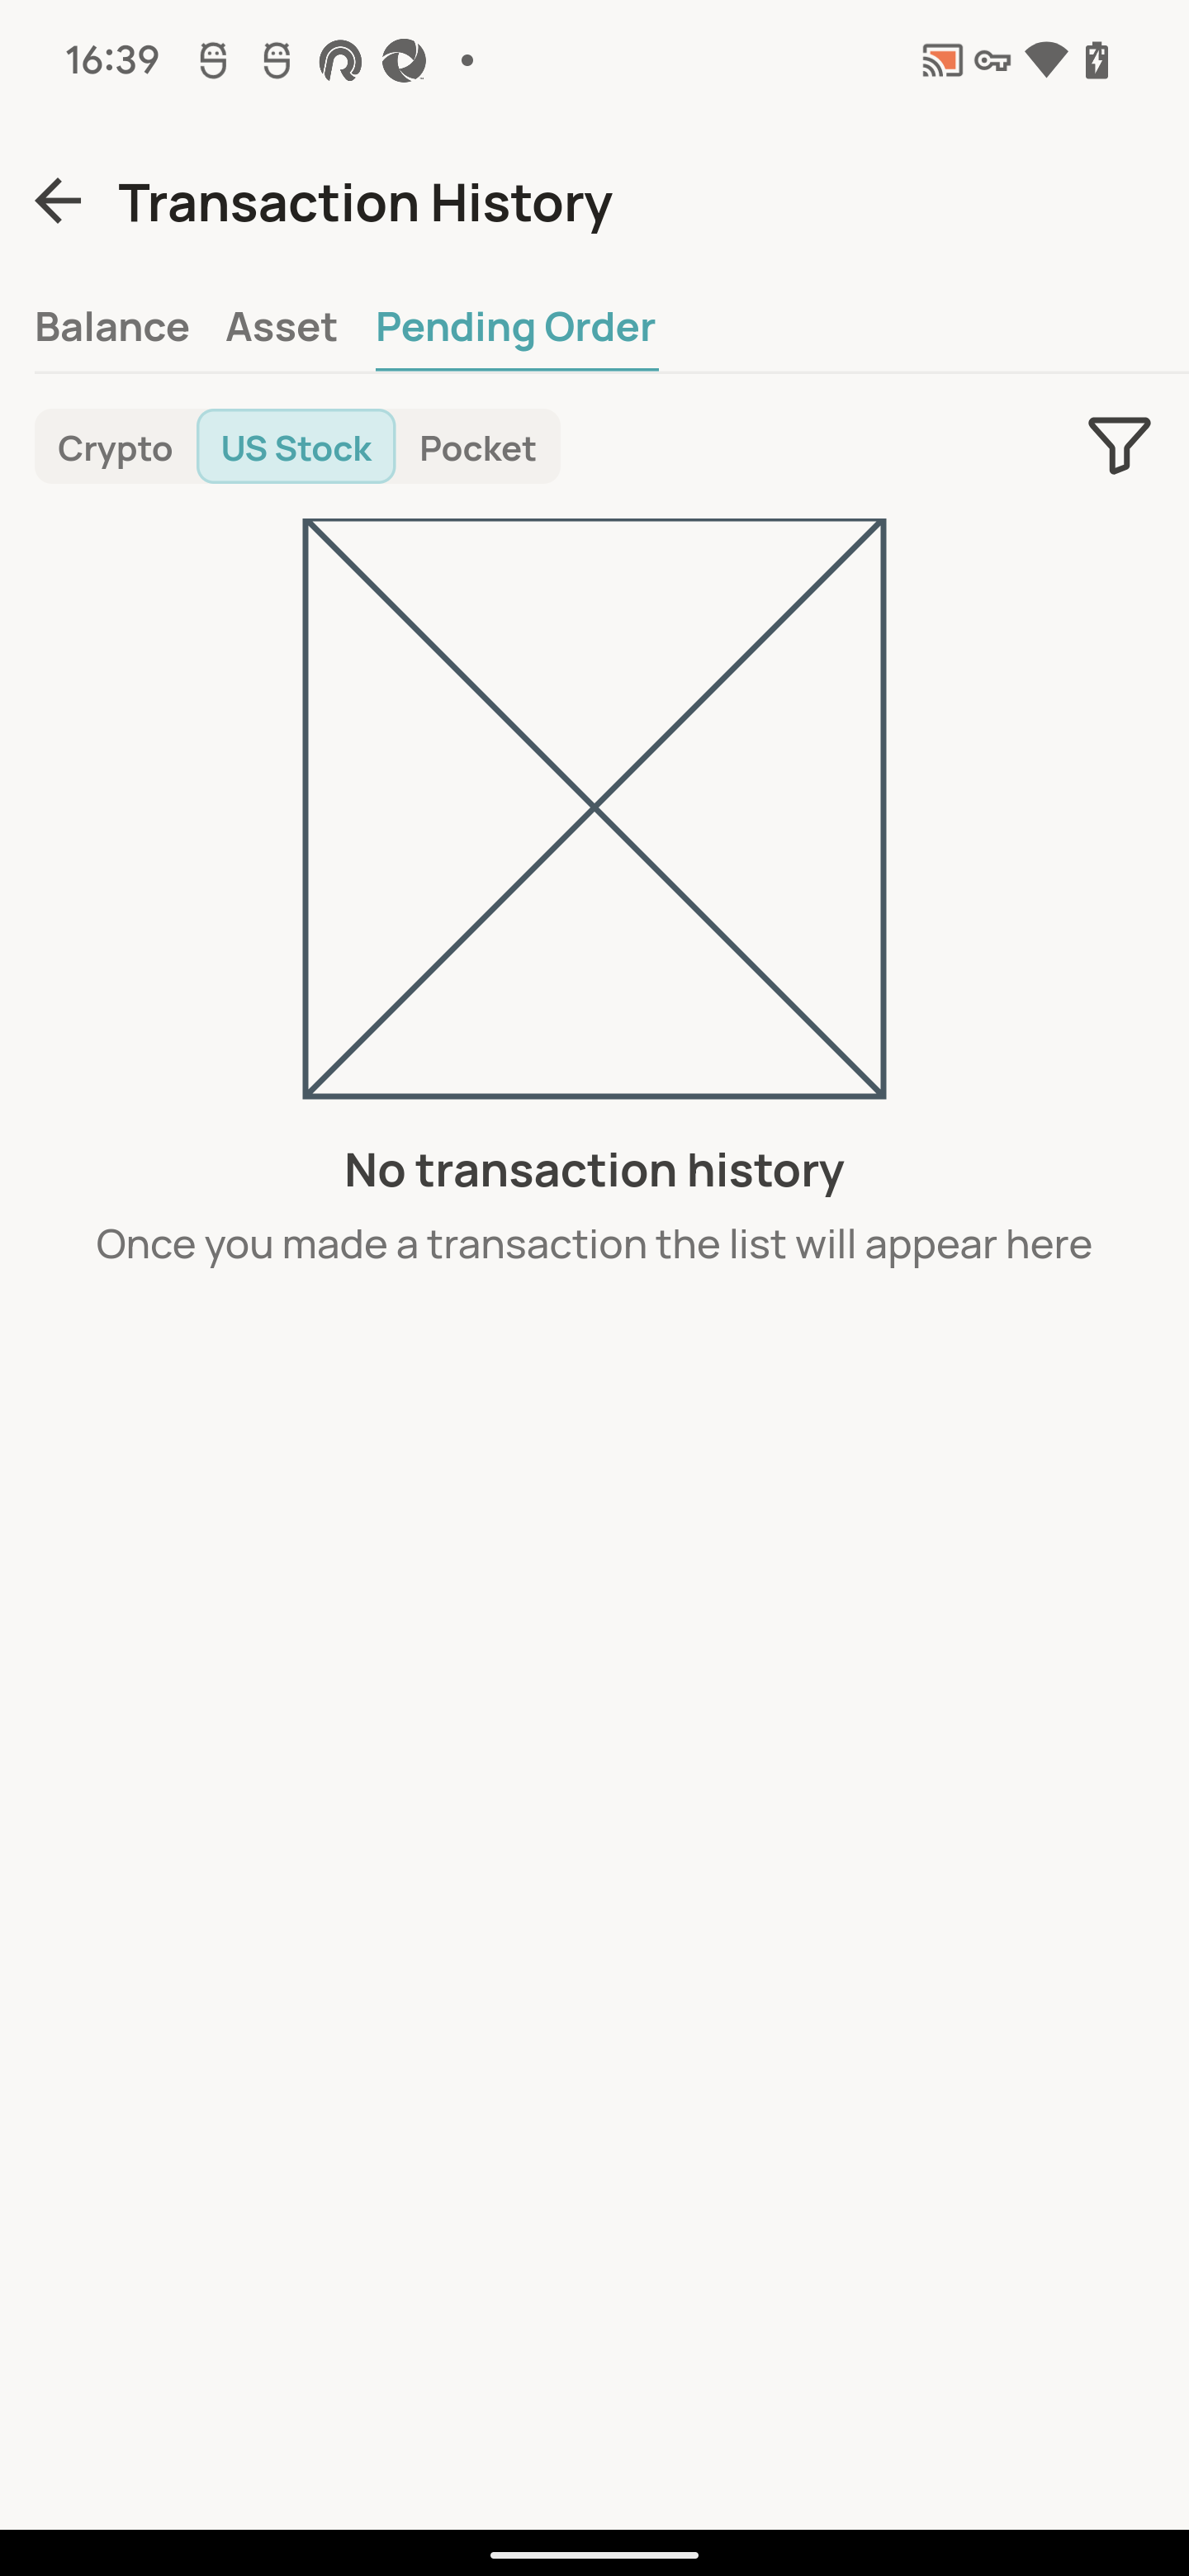 16:39
Transaction History
Balance Asset Pending Order
Crypto US Stock Pocket
No transaction history
Once you made a transaction the list will appear here